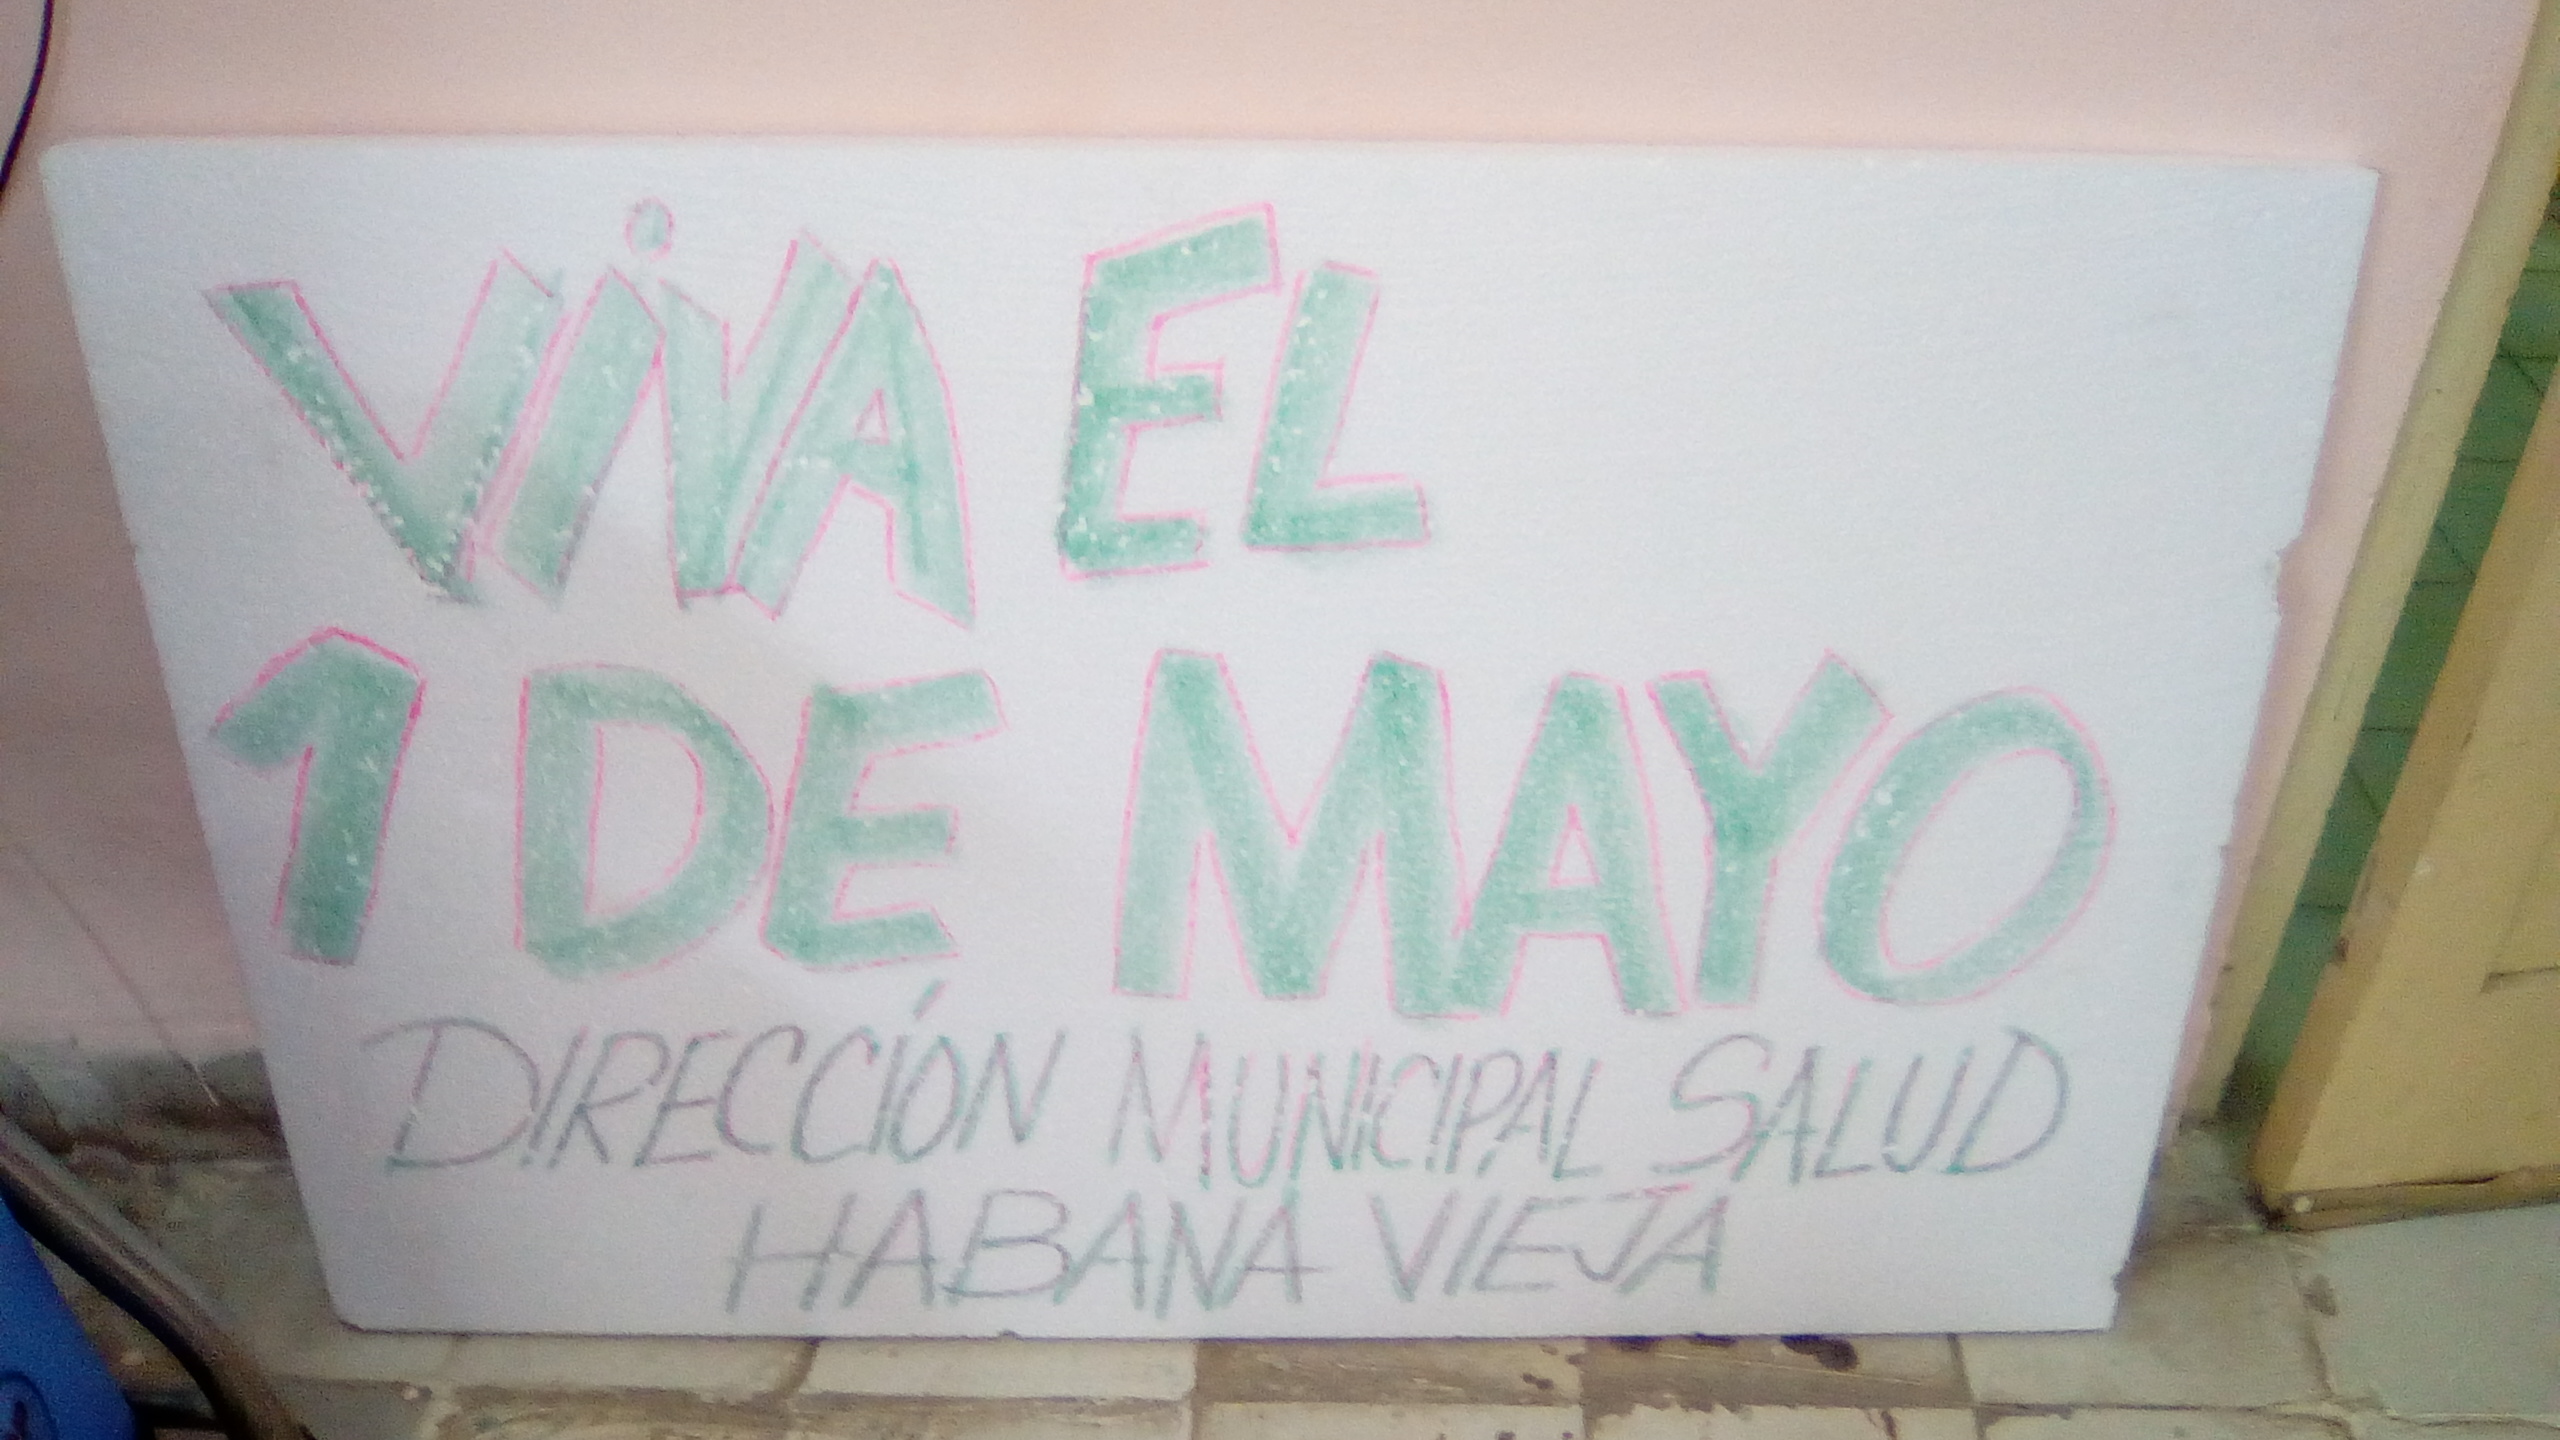 ViVA EL
1 DE MAYO
DIRECCIÓN MUNICIPAL SALUD
HABANA VIEJA